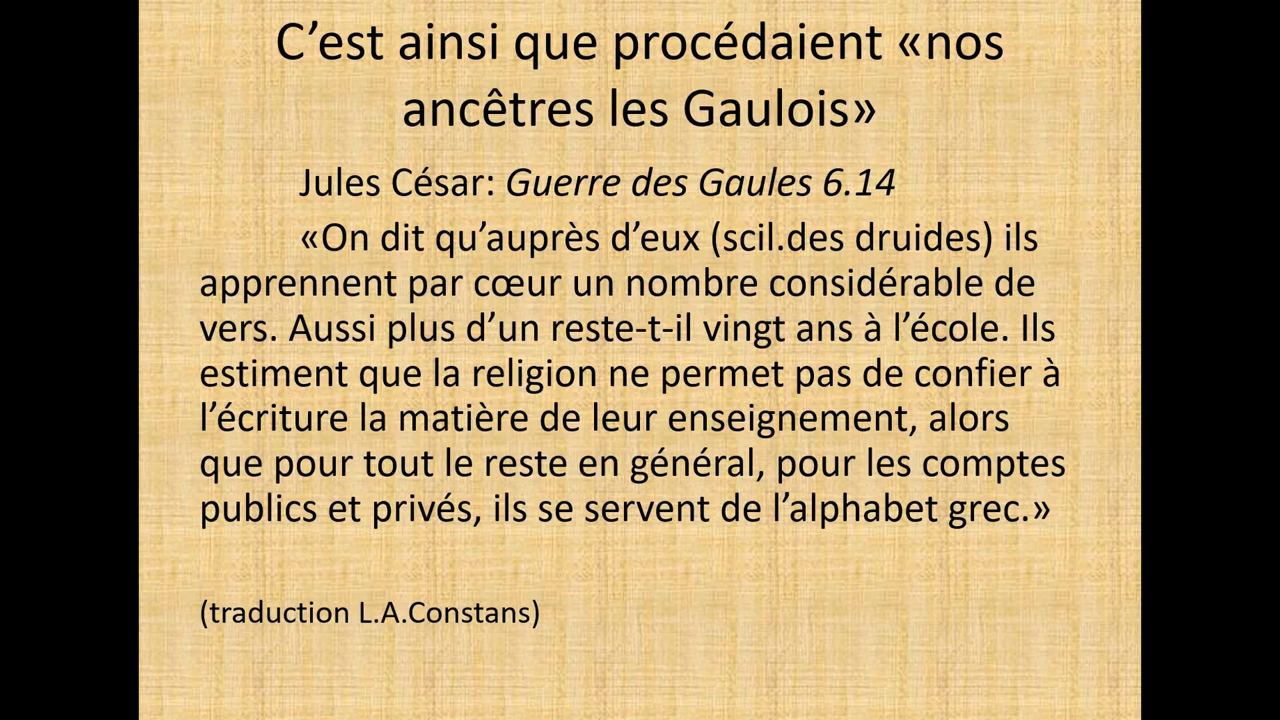 C’est ainsi que procédaient «nos
ancêtres les Gaulois»
Jules César: Guerre des Gaules 6.14
«On dit qu’auprès d’eux (scil.des druides) ils
apprennent par cœur un nombre considérable de
vers. Aussi plus d’un reste-t-il vingt ans à l’école. Ils
estiment que la religion ne permet pas de confier à
l’écriture la matière de leur enseignement, alors
que pour tout le reste en général, pour les comptes
publics et privés, ils se servent de l’alphabet grec.»
(traduction L.A.Constans)